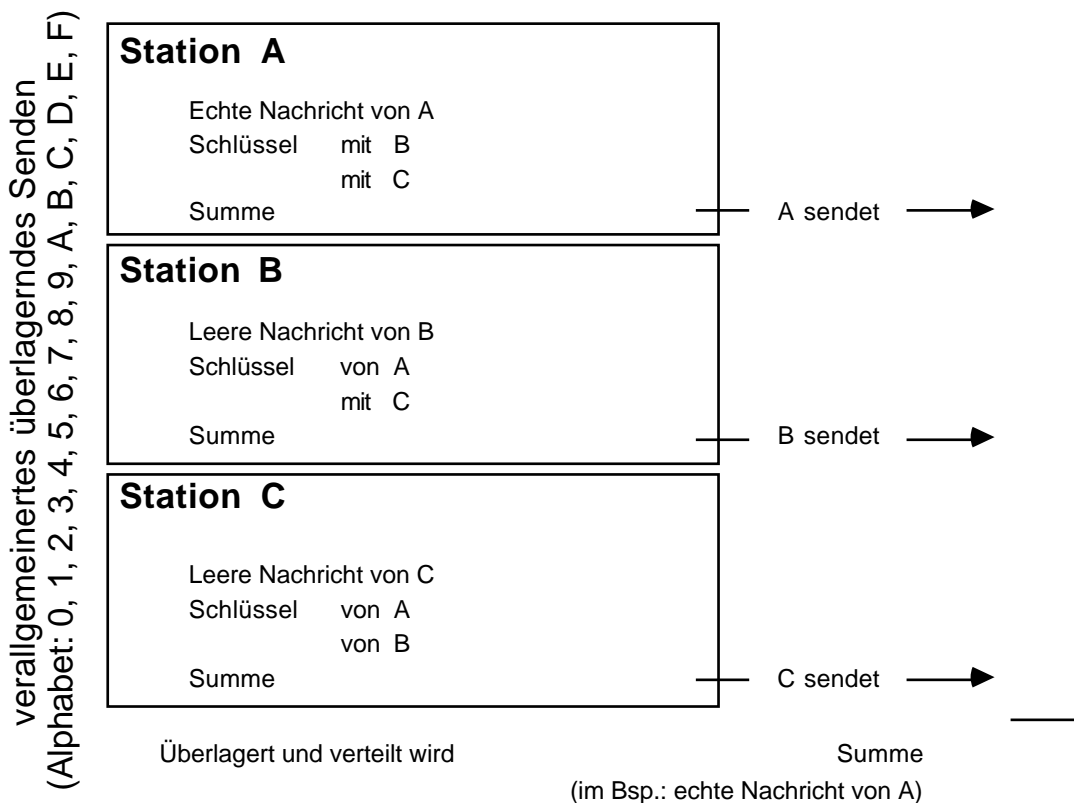 verallgemeinertes überlagerndes Senden
(Alphabet: 0, 1, 2, 3, 4, 5, 6, 7, 8, 9, A, B, C, D, E, F)
Station A
Echte Nachricht von A
Schlüssel mit B
mit C
Summe A sendet
Station B
Leere Nachricht von B
Schlüssel von A
mit C
Summe B sendet
Station C
Leere Nachricht von C
Schlüssel von A
von B
Summe C sendet
Überlagert und verteilt wird Summe
(im Bsp.: echte Nachricht von A)